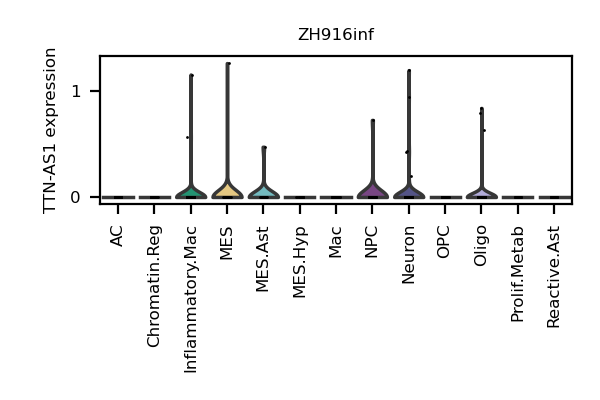 ZH916inf
TTN-AS1 expression
1
0
AC
Chromatin.Reg
Inflammatory.Mac
MES
MES.Ast
MES.Hyp
Mac
NPC
Neuron
OPC
Oligo
Prolif.Metab
Reactive.Ast